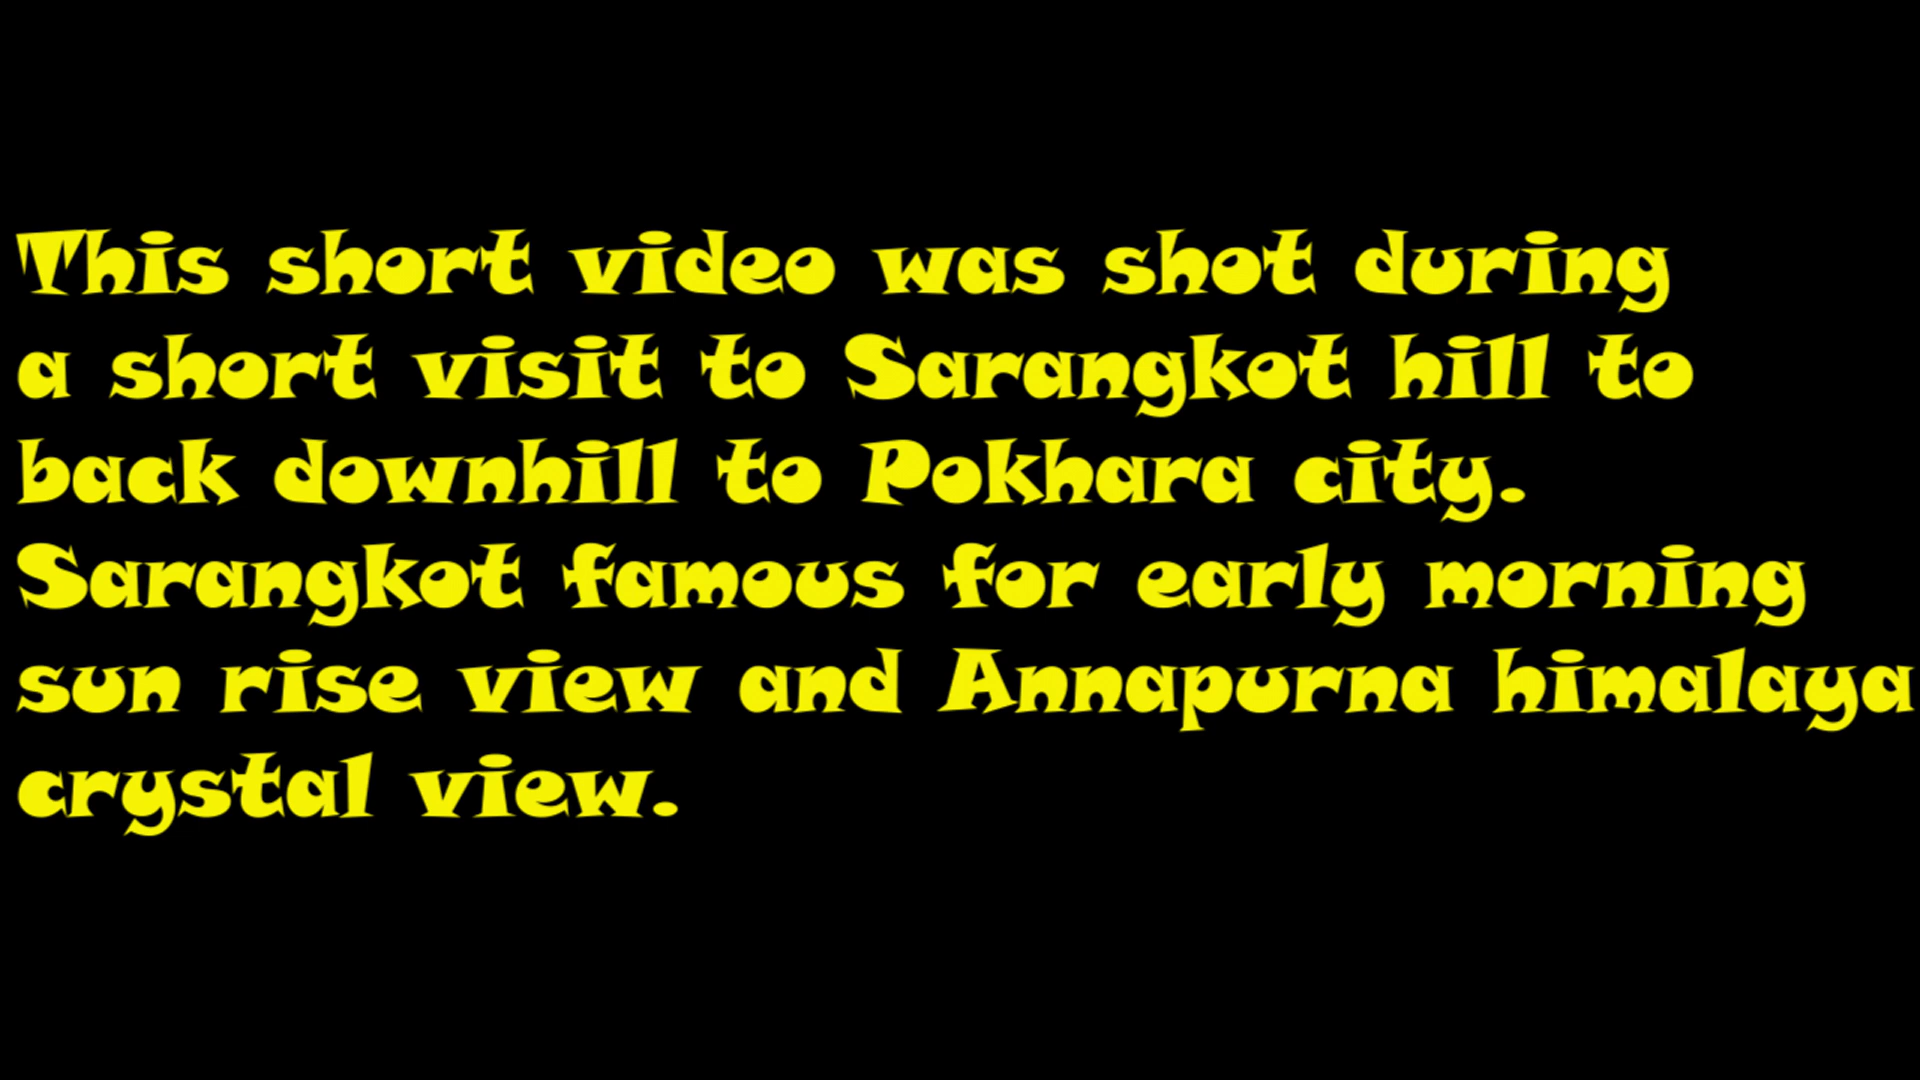 This short video was shot during
a short visit to Sarangkot hill to
back downhill to Pokhara city.
Sarangkot famous for early morning
sun rise view and Annapurna himalaya
crystal view.